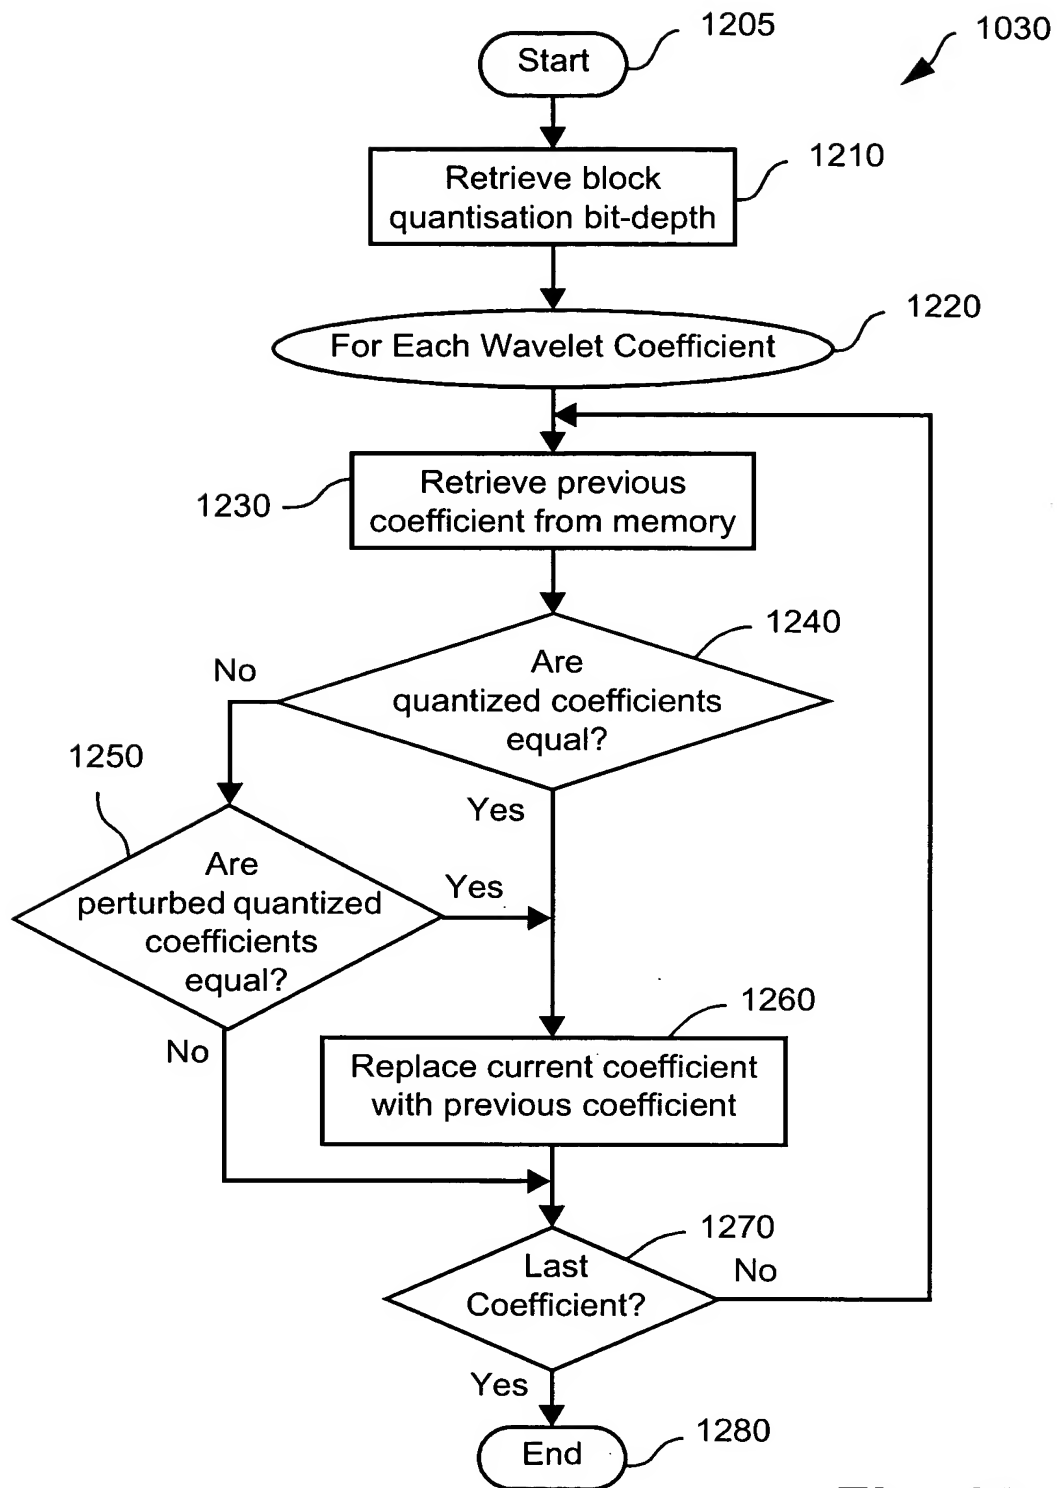 1205
1030
Start
1210
Retrieve block
quantisation bit-depth
1220
For Each Wavelet Coefficient
1230
Retrieve previous
coefficient from memory
1240
No
Are
quantized coefficients
equal?
1250
Yes
Are
perturbed quantized
coefficients
equal?
Yes
1260
No
Replace current coefficient
with previous coefficient
1270
Last
Coefficient?
No
Yes
End
1280